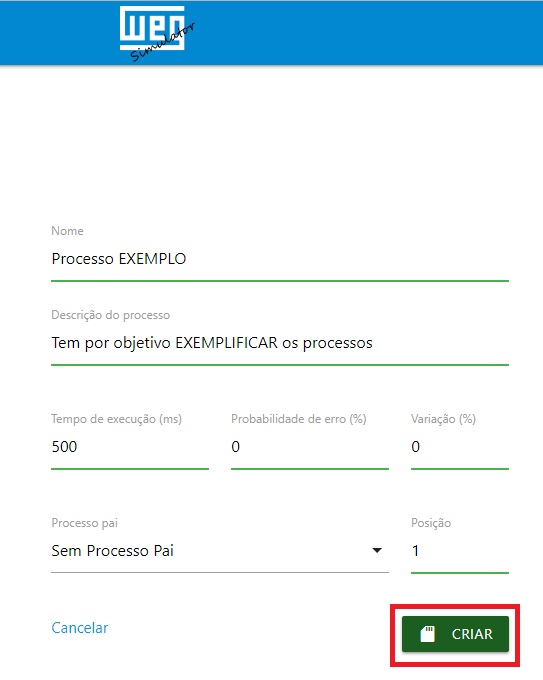 weg
Simulator
Nome
Processo EXEMPLO
Descrição do processo
Tem por objetivo EXEMPLIFICAR os processos
Tempo de execução (ms) Probabilidade de erro (%) Variação (%)
500 0 0
Processo pai Posição
Sem Processo Pai 1
Cancelar CRIAR